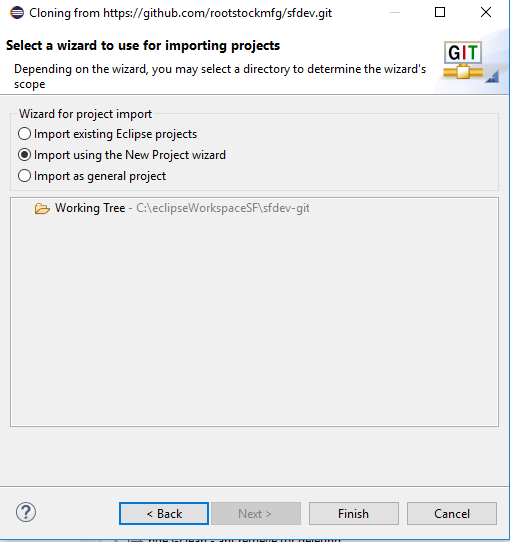 Cloning from https://github.com/rootstockmfg/sfdev.git
Select a wizard to use for importing projects
Depending on the wizard, you may select a directory to determine the wizard's
scope
GIT
Wizard for project import
Import existing Eclipse projects
Import using the New Project wizard
Import as general project
Working Tree - C:\eclipseWorkspaceSF\sfdev-git
?
< Back
Next >
Finish
Cancel